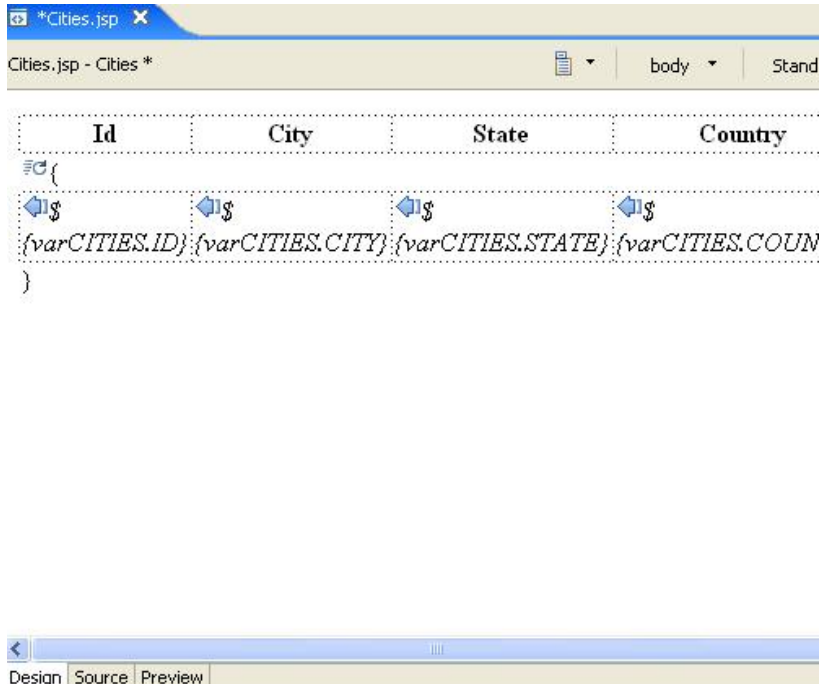 *Cities.jsp
Cities.jsp - Cities * body Stand
Id City State Country
{
$ $ $ $
{varCITIES.ID} {varCITIES.CITY} {varCITIES.STATE} {varCITIES.COUN
}
Design Source Preview